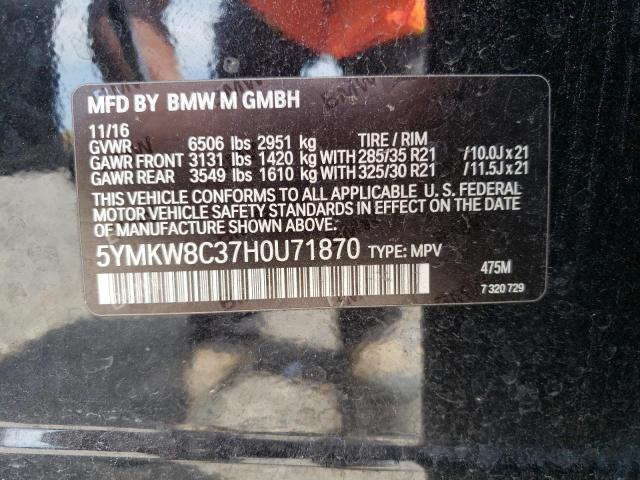 MFD BY BMW M GMBH
11/16
GVWR 6506 lbs 2951 kg TIRE / RIM
GAWR FRONT 3131 lbs 1420 kg WITH 285/35 R21 /10.0J x 21
GAWR REAR 3549 lbs 1610 kg WITH 325/30 R21 /11.5J x 21
THIS VEHICLE CONFORMS TO ALL APPLICABLE U. S. FEDERAL
MOTOR VEHICLE SAFETY STANDARDS IN EFFECT ON THE DATE
OF MANUFACTURE SHOWN ABOVE.
5YMKW8C37H0U71870 TYPE: MPV
475M
7 320 729